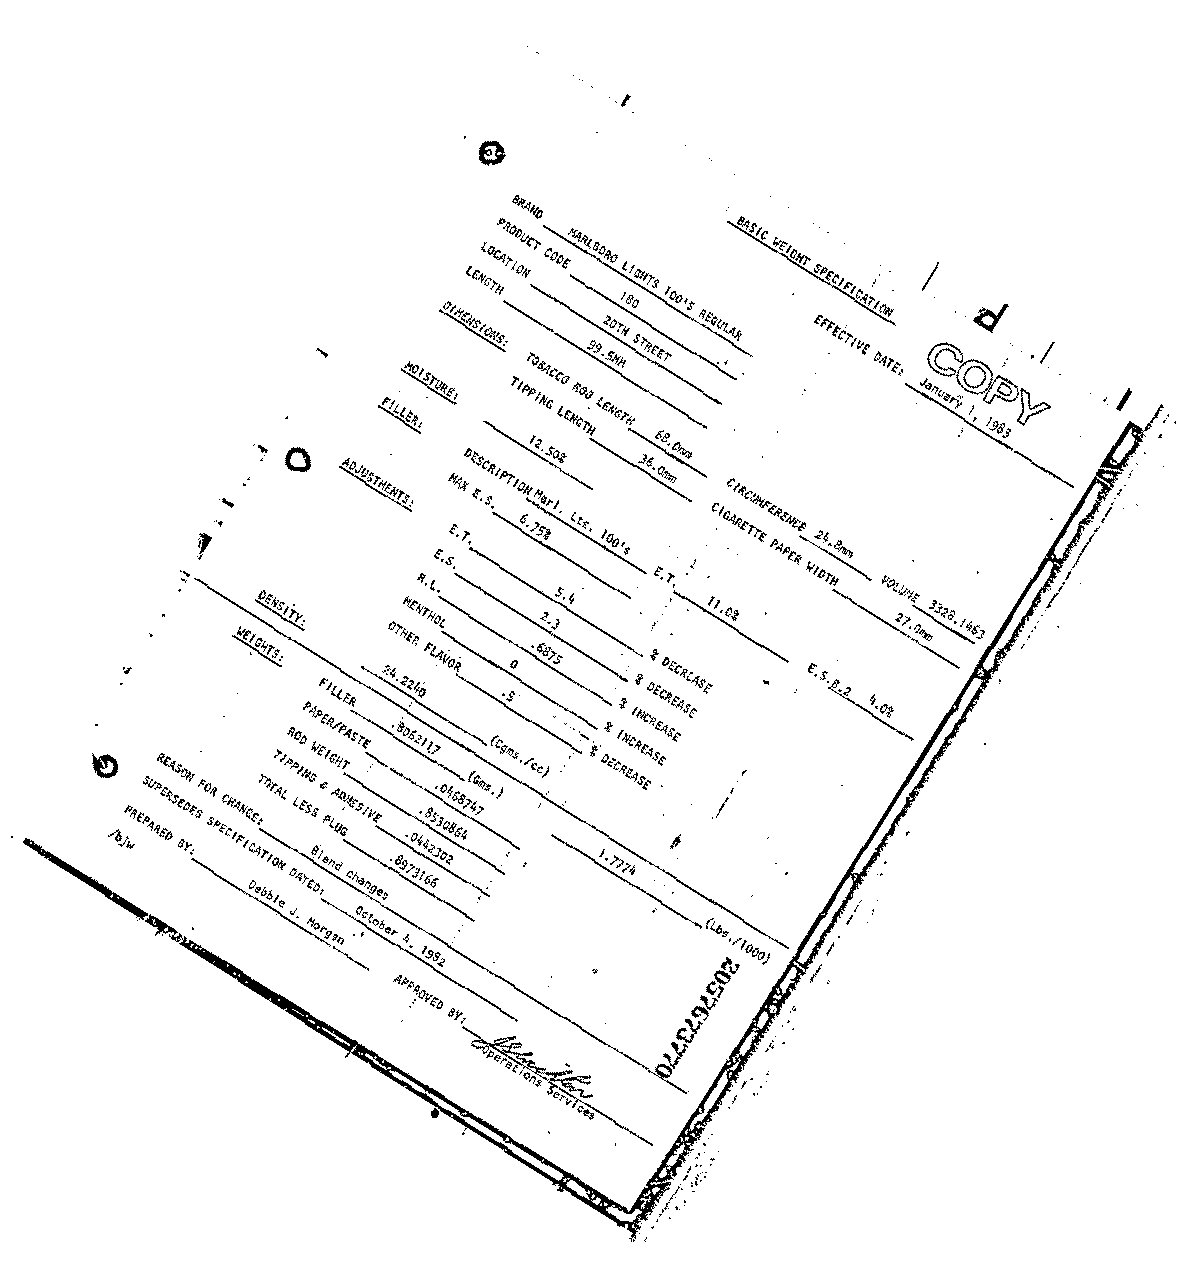 BASIC WEIGHT SPECIFICATION
COPY
BRAND MARLBORO LIGHTS 100'S REGULAR EFFECTIVE DATE: January 1, 1983
PRODUCT CODE 180
LOCATION 20TH STREET
LENGTH 99.5MM
DIMENSIONS: TOBACCO ROD LENGTH 68.0mm CIRCUMFERENCE 24.8mm VOLUME 3328.1463
TIPPING LENGTH 36.0mm CIGARETTE PAPER WIDTH 27.0mm
MOISTURE: 12.50%
FILLER: DESCRIPTION Marl. Lts. 100's E.T. 11.0% E.S.B.2 4.0%
MAX E.S. 6.75%
ADJUSTMENTS: E.T. 5.4 % DECREASE
E.S. 2.3 % DECREASE
R.L. .6875 % INCREASE
MENTHOL 0 % INCREASE
OTHER FLAVOR .5 % DECREASE
DENSITY: 24.2240 (Cgms./cc)
WEIGHTS: FILLER .8062117 (Gms.) 1.7774 (Lbs./1000)
PAPER/PASTE .0468747
ROD WEIGHT .8530864
TIPPING & ADHESIVE .0442302
TOTAL LESS PLUG .8973166
REASON FOR CHANGE: Blend changes
SUPERSEDES SPECIFICATION DATED: October 4, 1982
PREPARED BY: Debbie J. Morgan APPROVED BY:
Operations Services
/bjw
2057673770